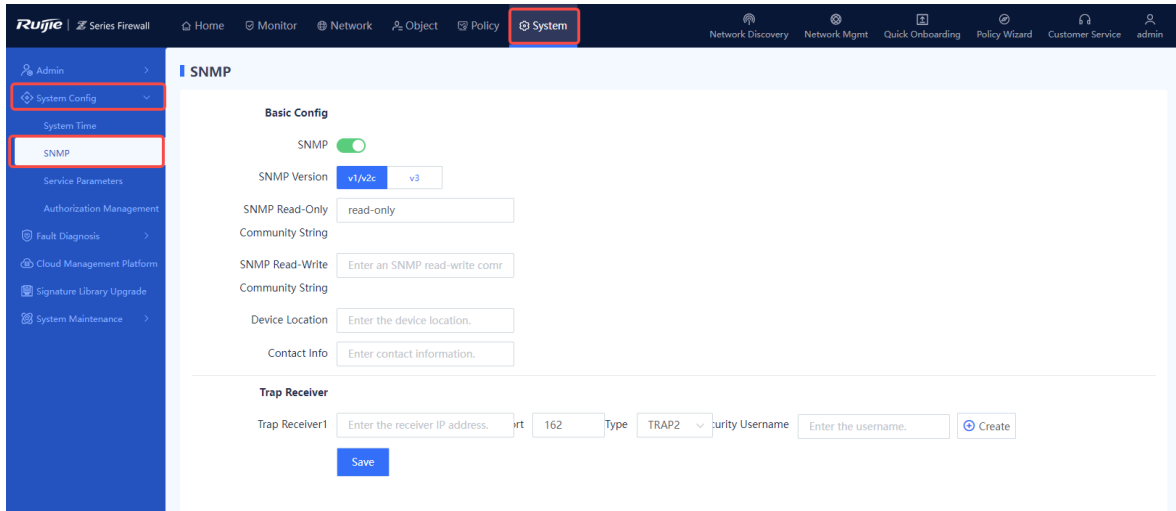 Ruijie Z Series Firewall Home Monitor Network Object Policy System Network Discovery Network Mgmt Quick Onboarding Policy Wizard Customer Service admin
Admin
System Config
System Time
SNMP
Service Parameters
Authorization Management
Fault Diagnosis
Cloud Management Platform
Signature Library Upgrade
System Maintenance
SNMP
Basic Config
SNMP
SNMP Version v1/v2c v3
SNMP Read-Only read-only
Community String
SNMP Read-Write Enter an SNMP read-write comr
Community String
Device Location Enter the device location.
Contact Info Enter contact information.
Trap Receiver
Trap Receiver1 Enter the receiver IP address. rt 162 Type TRAP2 curity Username Enter the username. Create
Save